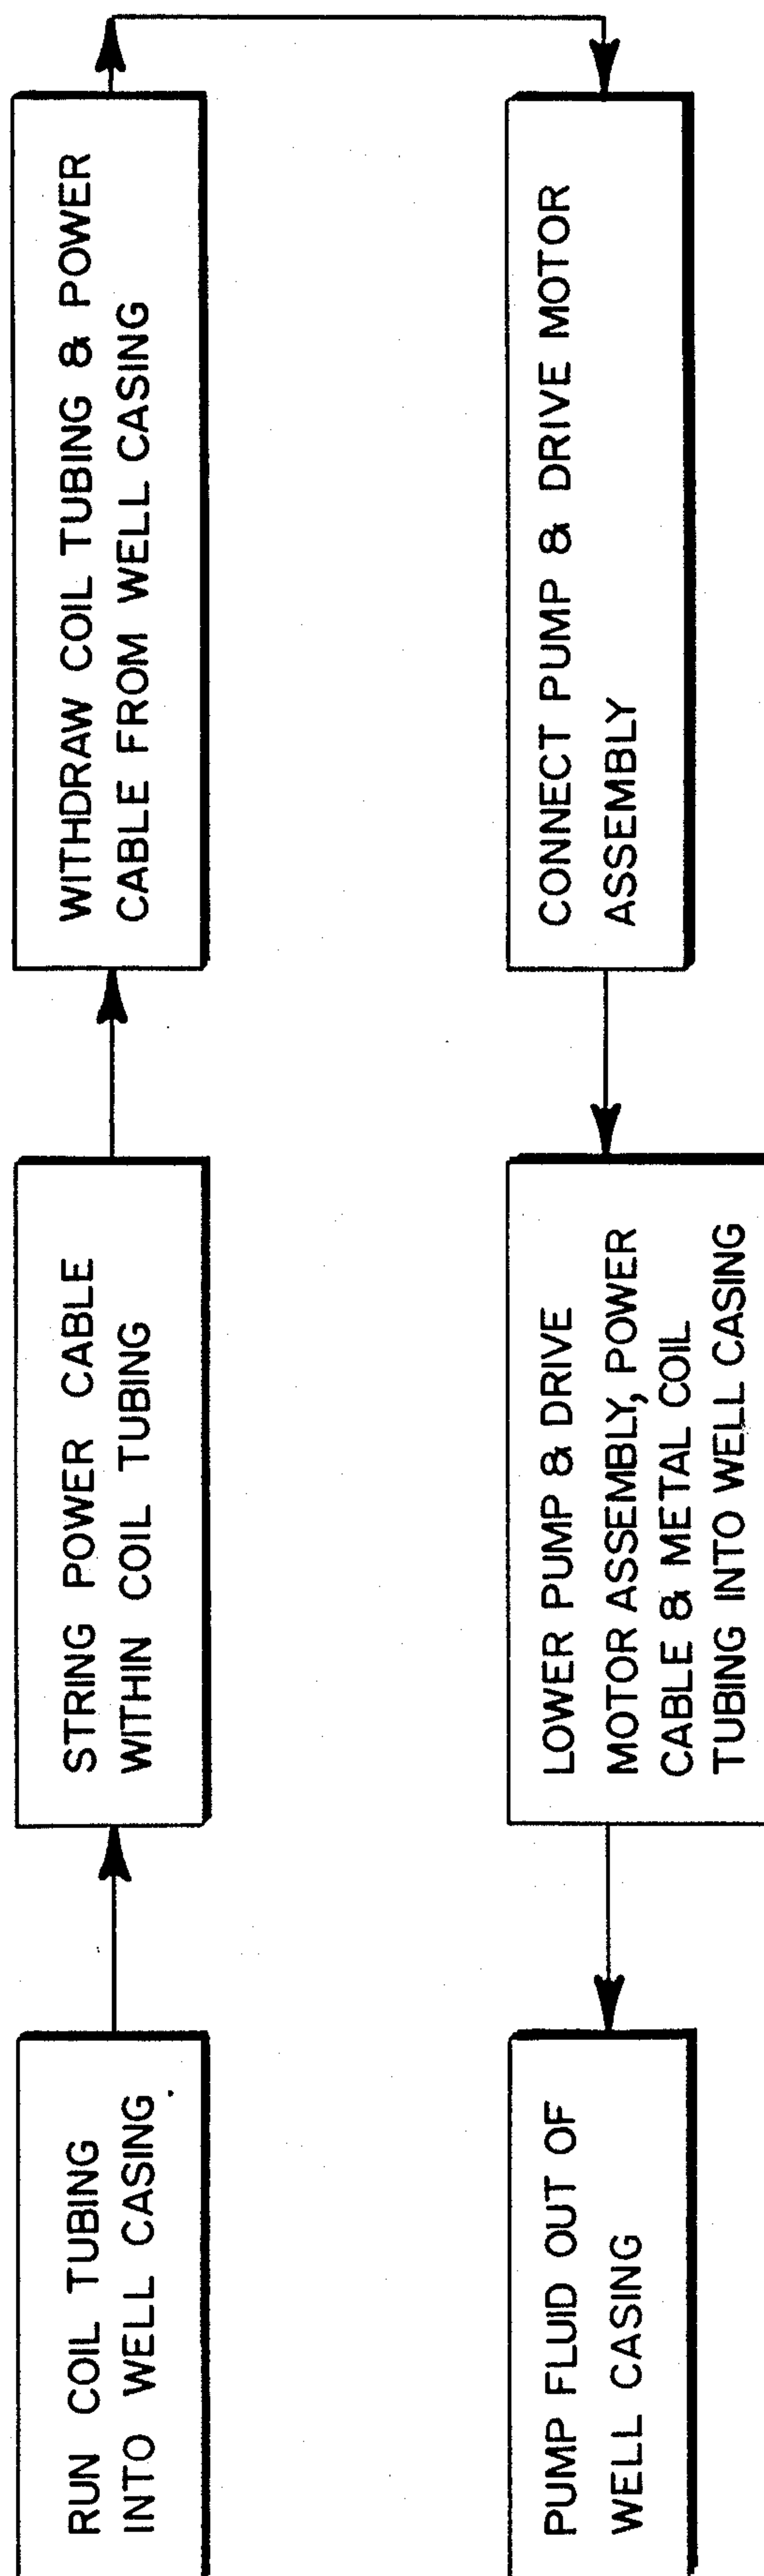 RUN COIL TUBING
INTO WELL CASING
STRING POWER CABLE
WITHIN COIL TUBING
WITHDRAW COIL TUBING & POWER
CABLE FROM WELL CASING
CONNECT PUMP & DRIVE MOTOR
ASSEMBLY
LOWER PUMP & DRIVE
MOTOR ASSEMBLY, POWER
CABLE & METAL COIL
TUBING INTO WELL CASING
PUMP FLUID OUT OF
WELL CASING